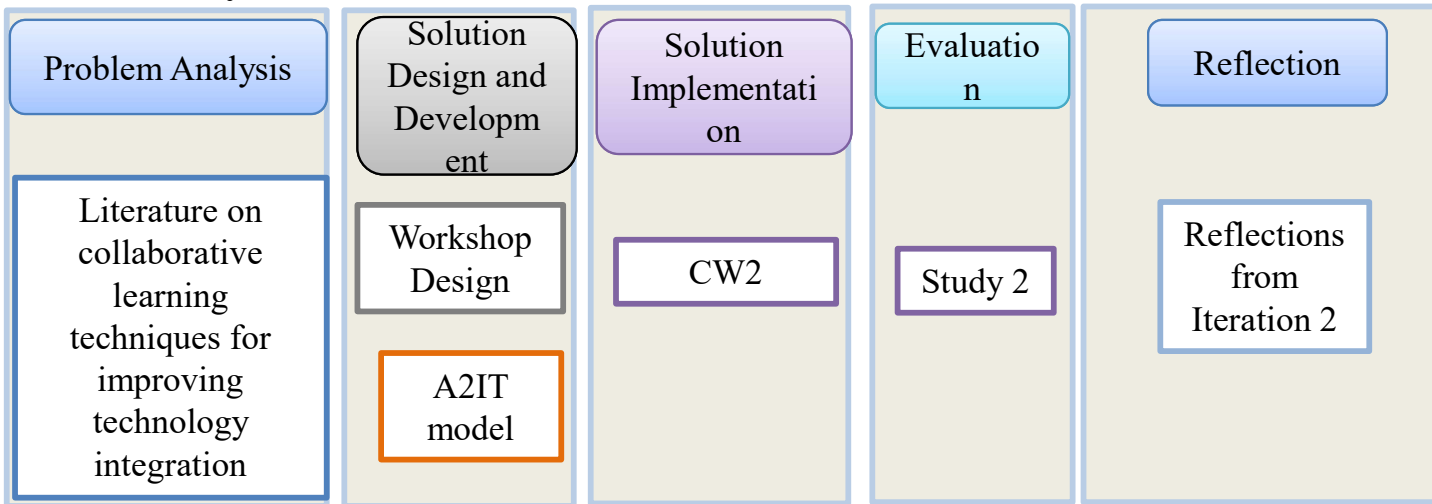 Problem Analysis
Literature on
collaborative
learning
techniques for
improving
technology
integration
Solution
Design and
Developm
ent
Workshop
Design
A2IT
model
Solution
Implementati
on
CW2
Evaluatio
n
Study 2
Reflection
Reflections
from
Iteration 2